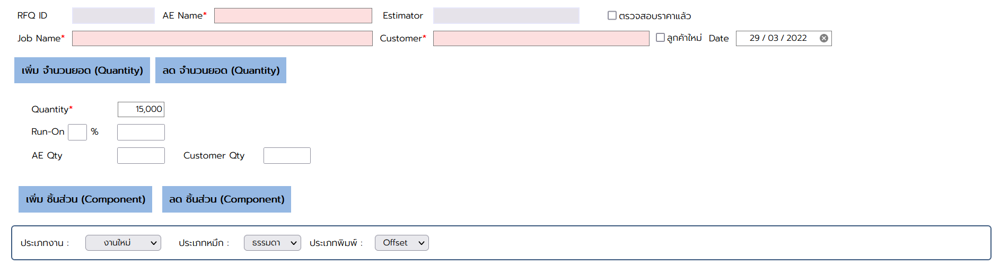 RFQ ID AE Name* Estimator ตรวจสอบราคาแล้ว
Job Name* Customer* ลูกค้าใหม่ Date 29 / 03 / 2022
เพิ่ม จำนวนยอด (Quantity) ลด จำนวนยอด (Quantity)
Quantity* 15,000
Run-On %
AE Qty Customer Qty
เพิ่ม ชิ้นส่วน (Component) ลด ชิ้นส่วน (Component)
ประเภทงาน : งานใหม่ ประเภทหมึก : ธรรมดา ประเภทพิมพ์ : Offset